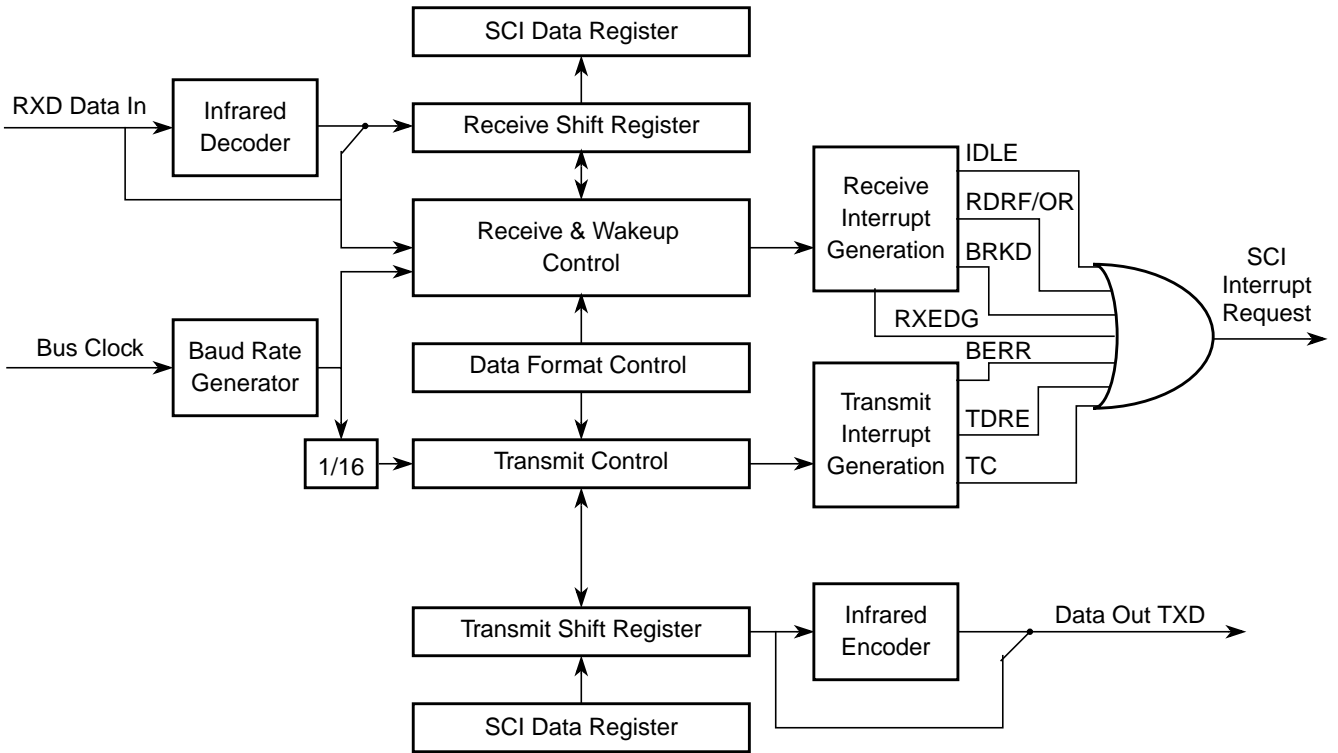 SCI Data Register
RXD Data In
Infrared
Decoder
Receive Shift Register
IDLE
Receive
Interrupt
Generation
RDRF/OR
Receive & Wakeup
Control
BRKD
SCI
Interrupt
Request
RXEDG
Bus Clock
Baud Rate
Generator
Data Format Control
BERR
Transmit
Interrupt
Generation
TDRE
1/16
Transmit Control
TC
Transmit Shift Register
Infrared
Encoder
Data Out TXD
SCI Data Register